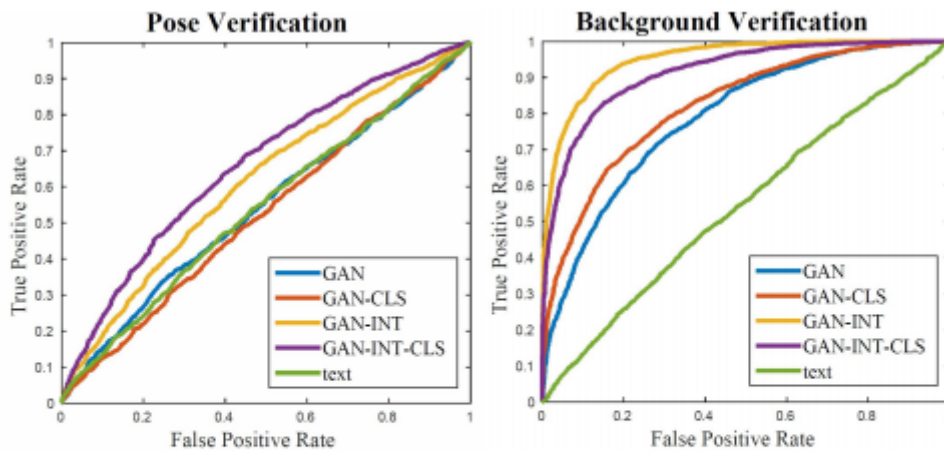 Pose Verification
True Positive Rate
1
0.9
0.8
0.7
0.6
0.5
0.4
0.3
0.2
0.1
0
0 0.2 0.4 0.6 0.8 1
False Positive Rate
GAN
GAN-CLS
GAN-INT
GAN-INT-CLS
text
Background Verification
True Positive Rate
1
0.9
0.8
0.7
0.6
0.5
0.4
0.3
0.2
0.1
0
0 0.2 0.4 0.6 0.8
False Positive Rate
GAN
GAN-CLS
GAN-INT
GAN-INT-CLS
text